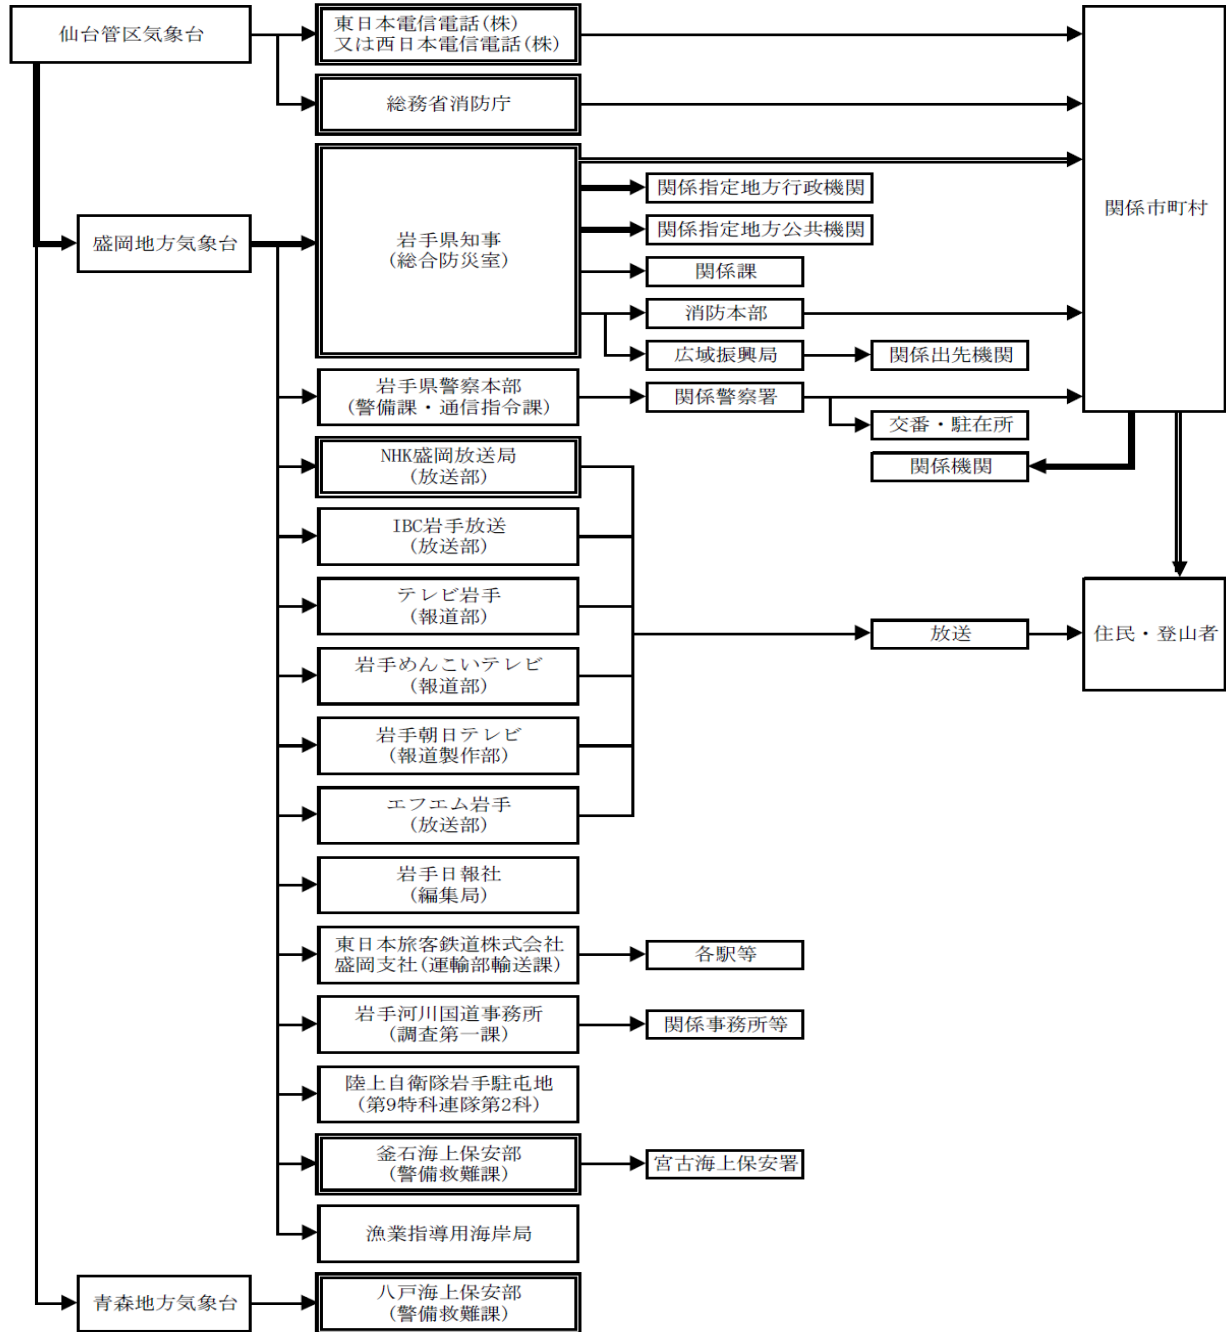 仙台管区気象台
東日本電信電話(株)
又は西日本電信電話(株)
総務省消防庁
関係市町村
盛岡地方気象台
岩手県知事
(総合防災室)
関係指定地方行政機関
関係指定地方公共機関
関係課
消防本部
広域振興局
関係出先機関
岩手県警察本部
(警備課・通信指令課)
関係警察署
交番・駐在所
関係機関
NHK盛岡放送局
(放送部)
IBC岩手放送
(放送部)
テレビ岩手
(報道部)
放送
住民・登山者
岩手めんこいテレビ
(報道部)
岩手朝日テレビ
(報道製作部)
エフエム岩手
(放送部)
岩手日報社
(編集局)
東日本旅客鉄道株式会社
盛岡支社(運輸部輸送課)
各駅等
岩手河川国道事務所
(調査第一課)
関係事務所等
陸上自衛隊岩手駐屯地
(第9特科連隊第2科)
釜石海上保安部
(警備救難課)
宮古海上保安署
漁業指導用海岸局
青森地方気象台
八戸海上保安部
(警備救難課)